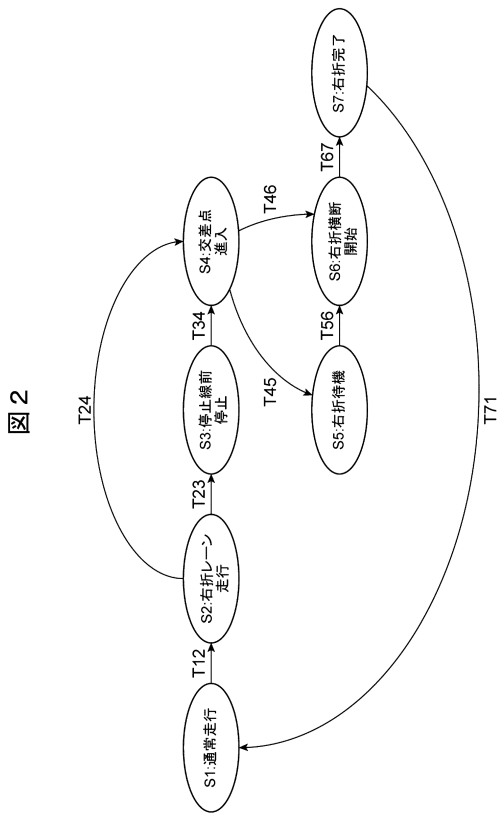 図２
T24
S1:通常走行
T12
S2:右折レーン
走行
T23
S3:停止線前
停止
T34
S4:交差点
進入
T45
T46
S5:右折待機
T56
S6:右折横断
開始
T67
S7:右折完了
T71